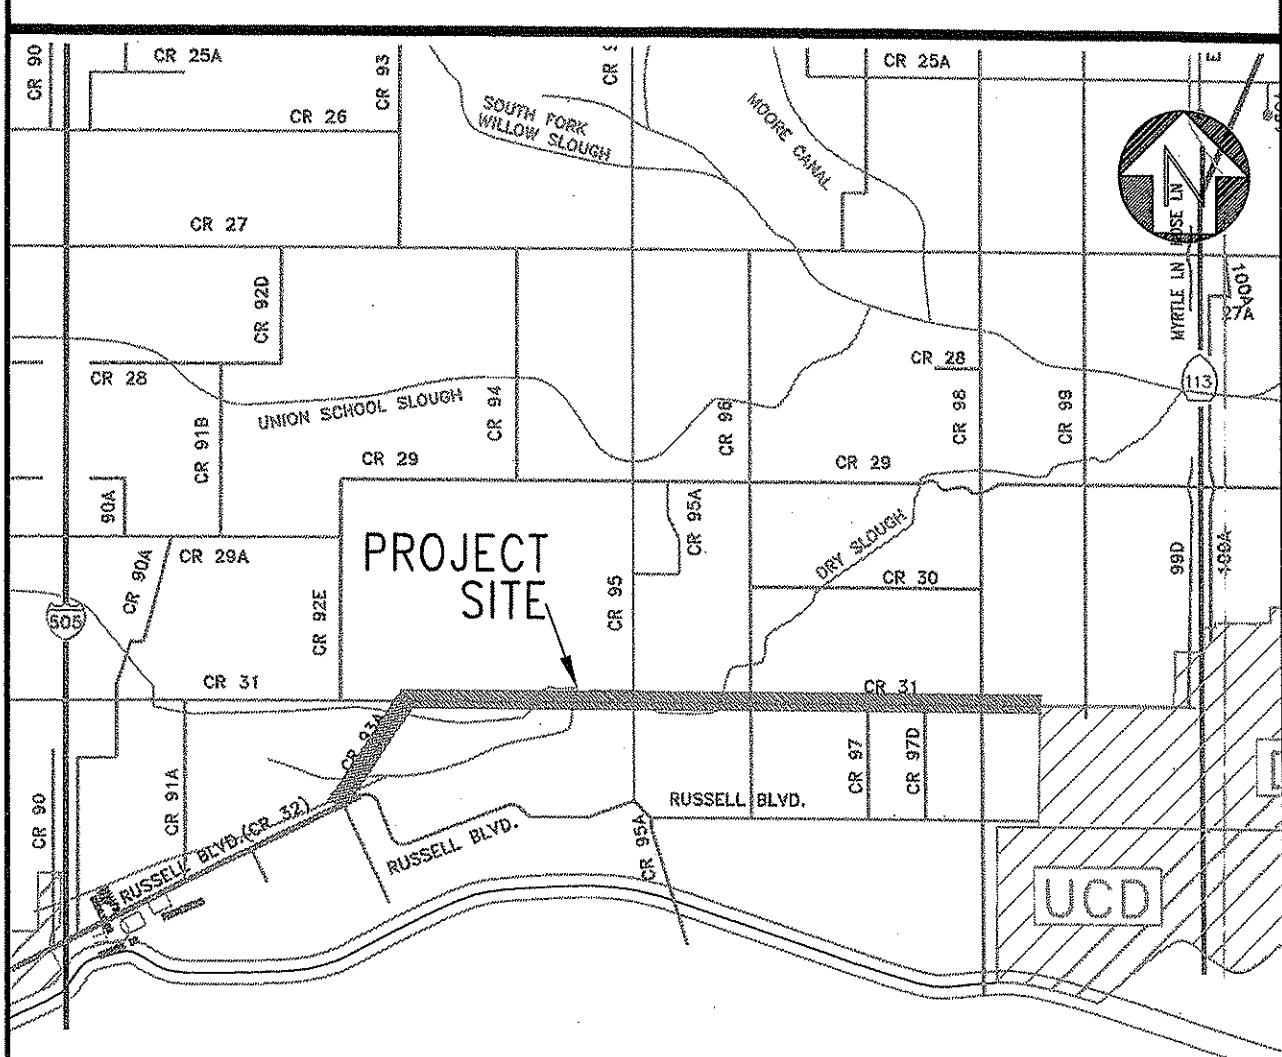 CR 90
CR 25A
CR 93
CR 25A
CR 26
SOUTH FORK
WILLOW SLOUGH
MOORE CANAL
N
CR 27
MYRTLE LN
ROSE LN
100A
27A
CR 92D
CR 28
CR 28
113
UNION SCHOOL SLOUGH
CR 91B
CR 94
CR 96
CR 98
CR 99
CR 29
CR 29
90A
CR 95A
DRY SLOUGH
CR 29A
CR 90A
PROJECT
SITE
CR 30
99D
100A
505
CR 92E
CR 95
CR 31
CR 31
CR 93A
CR 97
CR 97D
CR 90
CR 91A
RUSSELL BLVD.(CR 32)
RUSSELL BLVD.
RUSSELL BLVD.
CR 95A
UCD